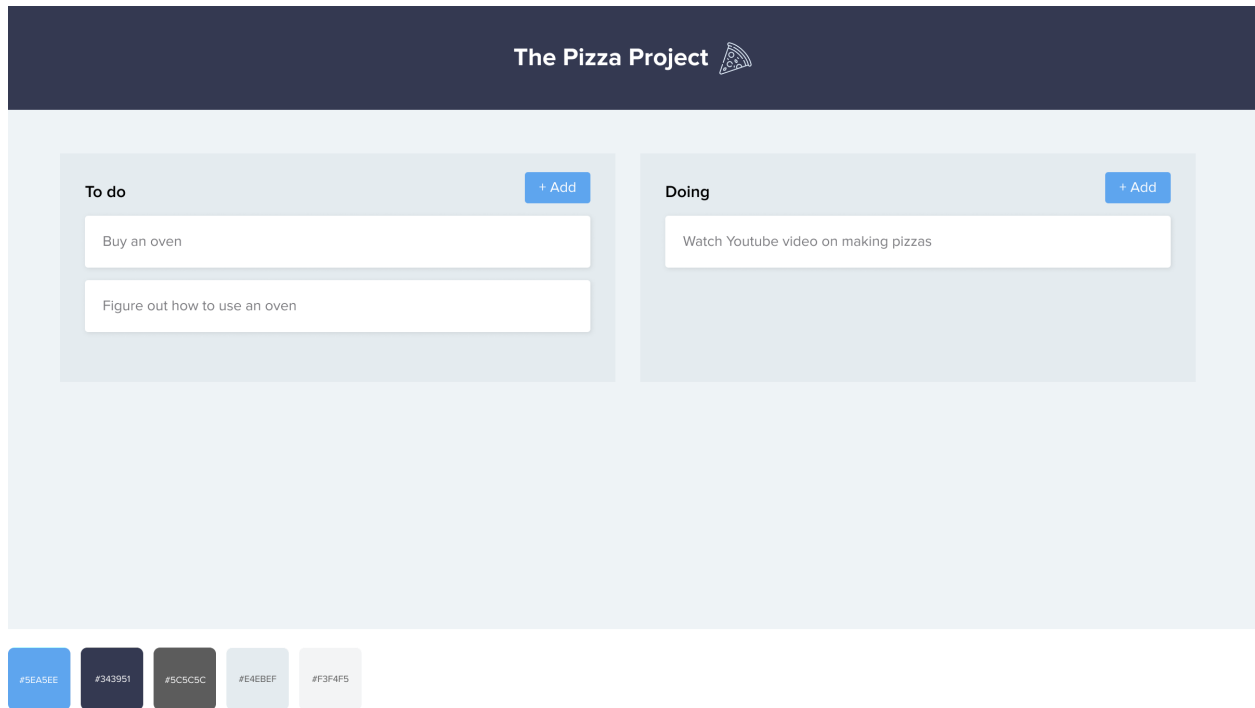 The Pizza Project
To do
+ Add
Buy an oven
Figure out how to use an oven
Doing
+ Add
Watch Youtube video on making pizzas
#5EA5EE
#343951
#5C5C5C
#E4EBEF
#F3F4F5